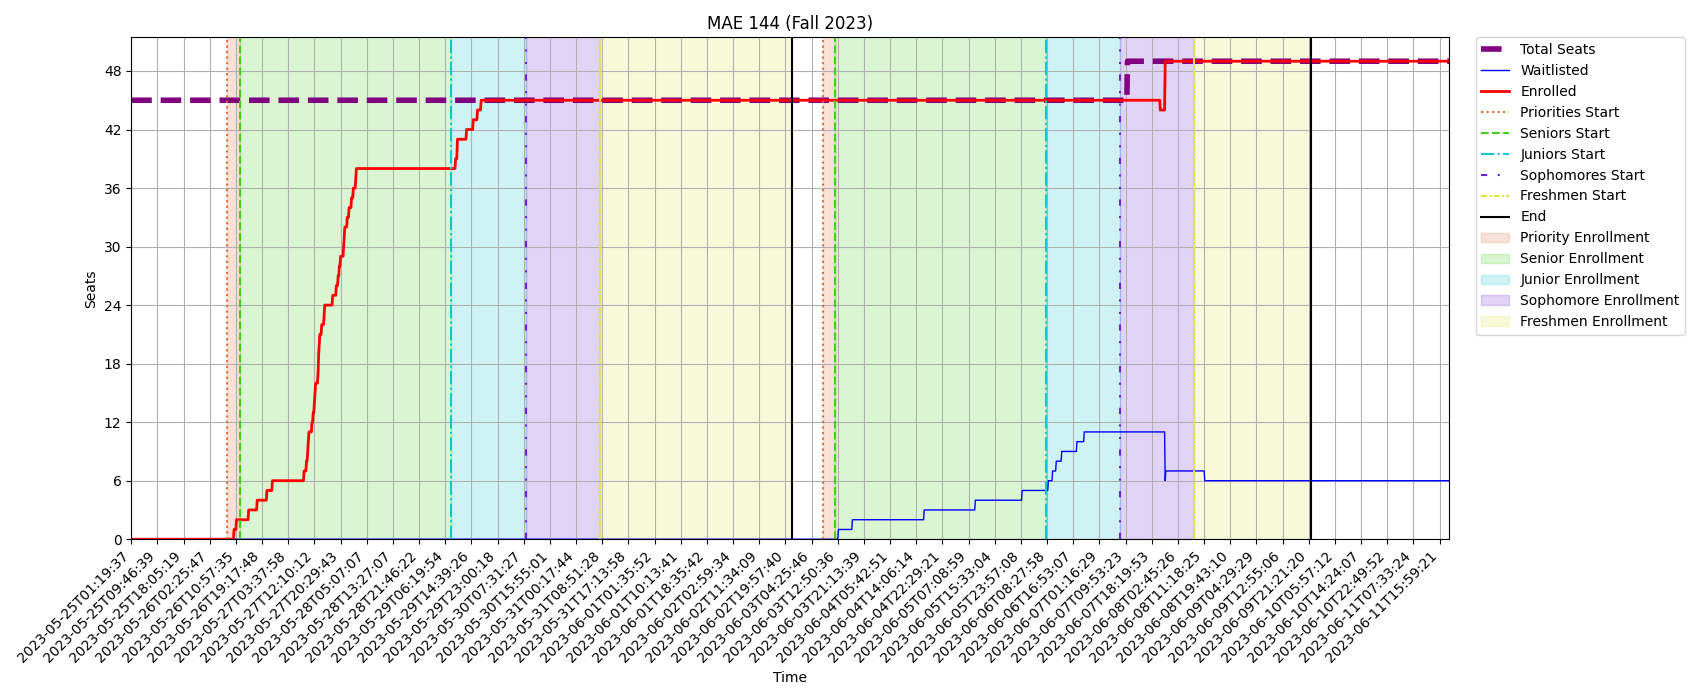 MAE 144 (Fall 2023)
Seats
48
42
36
30
24
18
12
6
0
2023-05-25T01:19:37
2023-05-25T09:46:39
2023-05-25T18:05:19
2023-05-26T02:25:47
2023-05-26T10:57:35
2023-05-26T19:17:48
2023-05-27T03:37:58
2023-05-27T12:10:12
2023-05-27T20:29:43
2023-05-28T05:07:07
2023-05-28T13:27:07
2023-05-28T21:46:22
2023-05-29T06:19:54
2023-05-29T14:39:26
2023-05-29T23:00:18
2023-05-30T07:31:27
2023-05-30T15:55:01
2023-05-31T00:17:44
2023-05-31T08:51:28
2023-05-31T17:13:58
2023-06-01T01:35:52
2023-06-01T10:13:41
2023-06-01T18:35:42
2023-06-02T02:59:34
2023-06-02T11:34:09
2023-06-02T19:57:40
2023-06-03T04:25:46
2023-06-03T12:50:36
2023-06-03T21:13:39
2023-06-04T05:42:51
2023-06-04T14:06:14
2023-06-04T22:29:21
2023-06-05T07:08:59
2023-06-05T15:33:04
2023-06-05T23:57:08
2023-06-06T08:27:58
2023-06-06T16:53:07
2023-06-07T01:16:29
2023-06-07T09:53:23
2023-06-07T18:19:53
2023-06-08T02:45:26
2023-06-08T11:18:25
2023-06-08T19:43:10
2023-06-09T04:29:29
2023-06-09T12:55:06
2023-06-09T21:21:20
2023-06-10T05:57:12
2023-06-10T14:24:07
2023-06-10T22:49:52
2023-06-11T07:33:24
2023-06-11T15:59:21
Time
Total Seats
Waitlisted
Enrolled
Priorities Start
Seniors Start
Juniors Start
Sophomores Start
Freshmen Start
End
Priority Enrollment
Senior Enrollment
Junior Enrollment
Sophomore Enrollment
Freshmen Enrollment